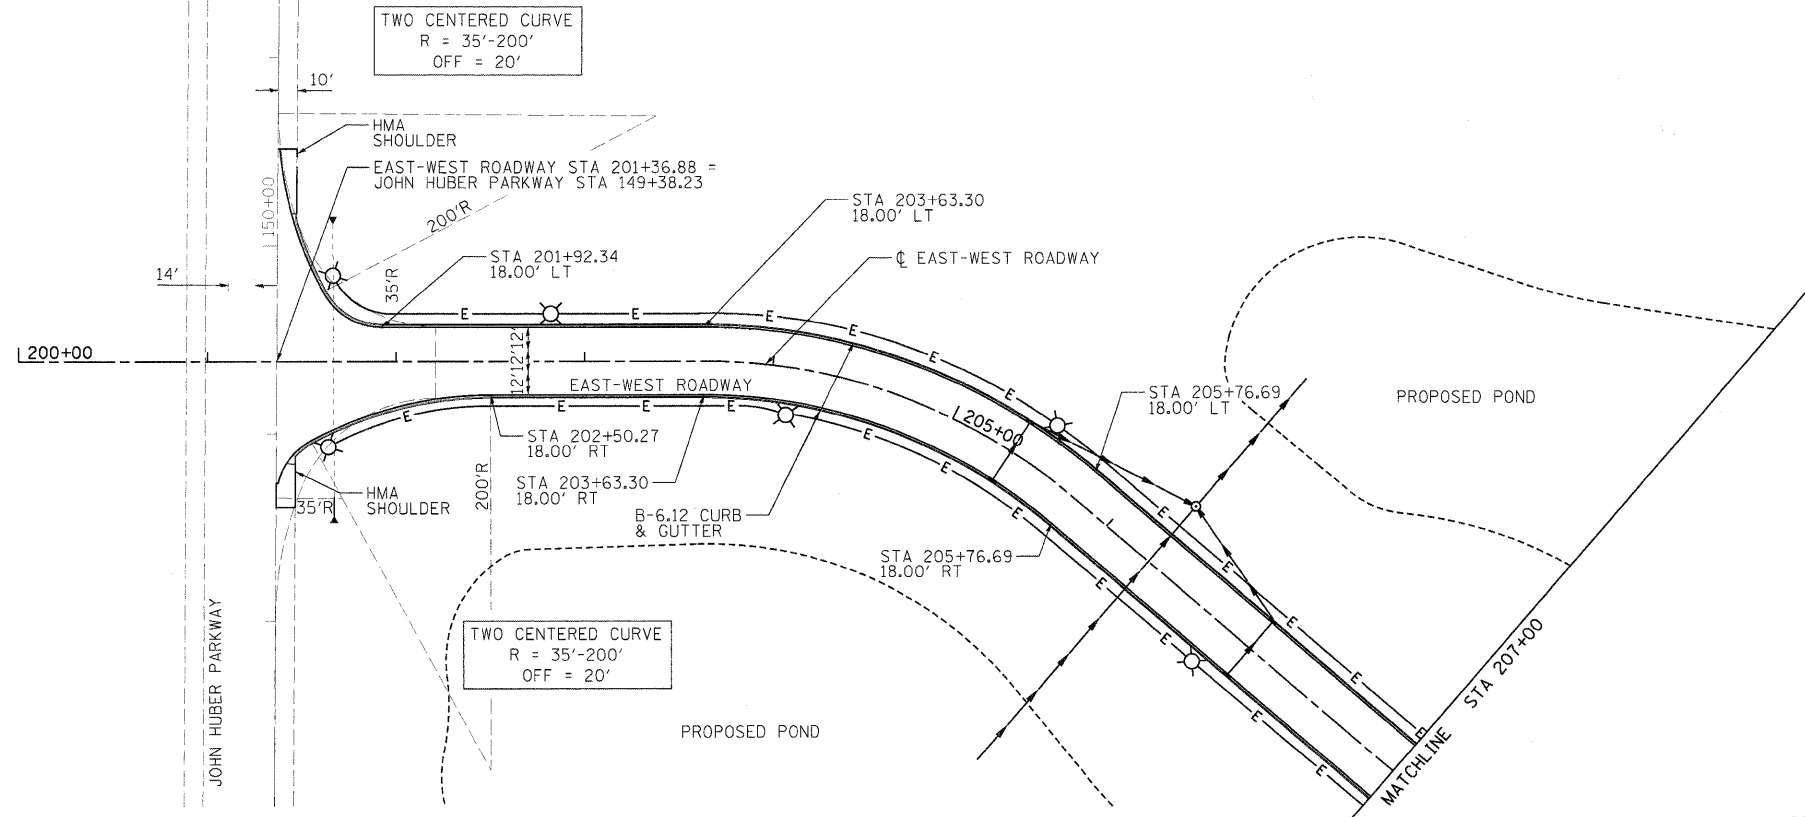 TWO CENTERED CURVE
R = 35'-200'
OFF = 20'
10'
HMA
SHOULDER
EAST-WEST ROADWAY STA 201+36.88 =
JOHN HUBER PARKWAY STA 149+38.23
150+00
200'R
STA 203+63.30
18.00' LT
STA 201+92.34
18.00' LT
35'R
℄ EAST-WEST ROADWAY
14'
E
E
E
E
E
E
L200+00
12'12'12'
EAST-WEST ROADWAY
E
E
E
E
E
E
STA 205+76.69
18.00' LT
PROPOSED POND
L205+00
STA 202+50.27
18.00' RT
STA 203+63.30
18.00' RT
200'R
HMA
SHOULDER
35'R
B-6.12 CURB
& GUTTER
STA 205+76.69
18.00' RT
E
E
E
E
E
E
E
E
E
E
JOHN HUBER PARKWAY
TWO CENTERED CURVE
R = 35'-200'
OFF = 20'
PROPOSED POND
MATCHLINE STA 207+00